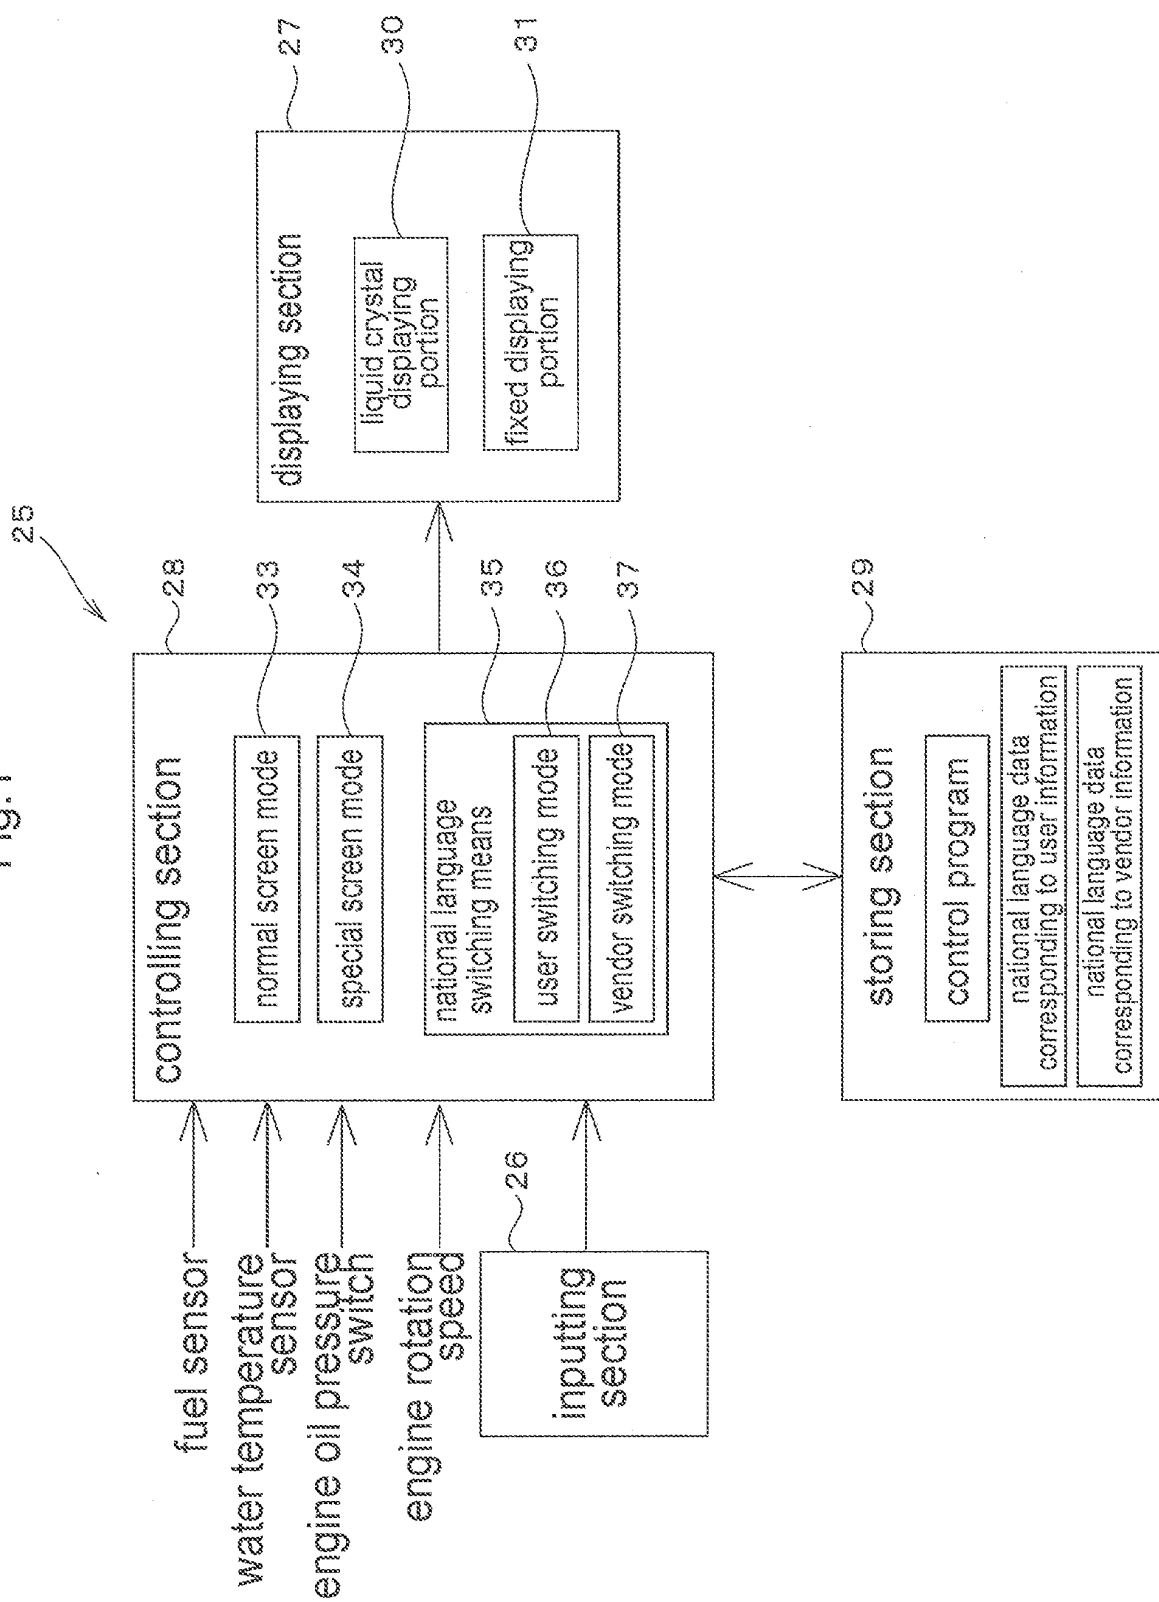 Fig.1
25
fuel sensor
water temperature
sensor
engine oil pressure
switch
engine rotation
speed
inputting
section
26
controlling section
28
normal screen mode
33
special screen mode
34
national language
switching means
35
user switching mode
36
vendor switching mode
37
displaying section
27
liquid crystal
displaying
portion
30
fixed displaying
portion
31
storing section
29
control program
national language data
corresponding to user information
national language data
corresponding to vendor information